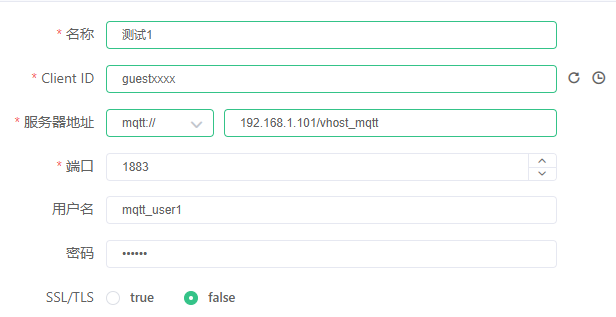 * 名称 测试1
* Client ID guestxxxx
* 服务器地址 mqtt:// 192.168.1.101/vhost_mqtt
* 端口 1883
用户名 mqtt_user1
密码 ••••••
SSL/TLS true false